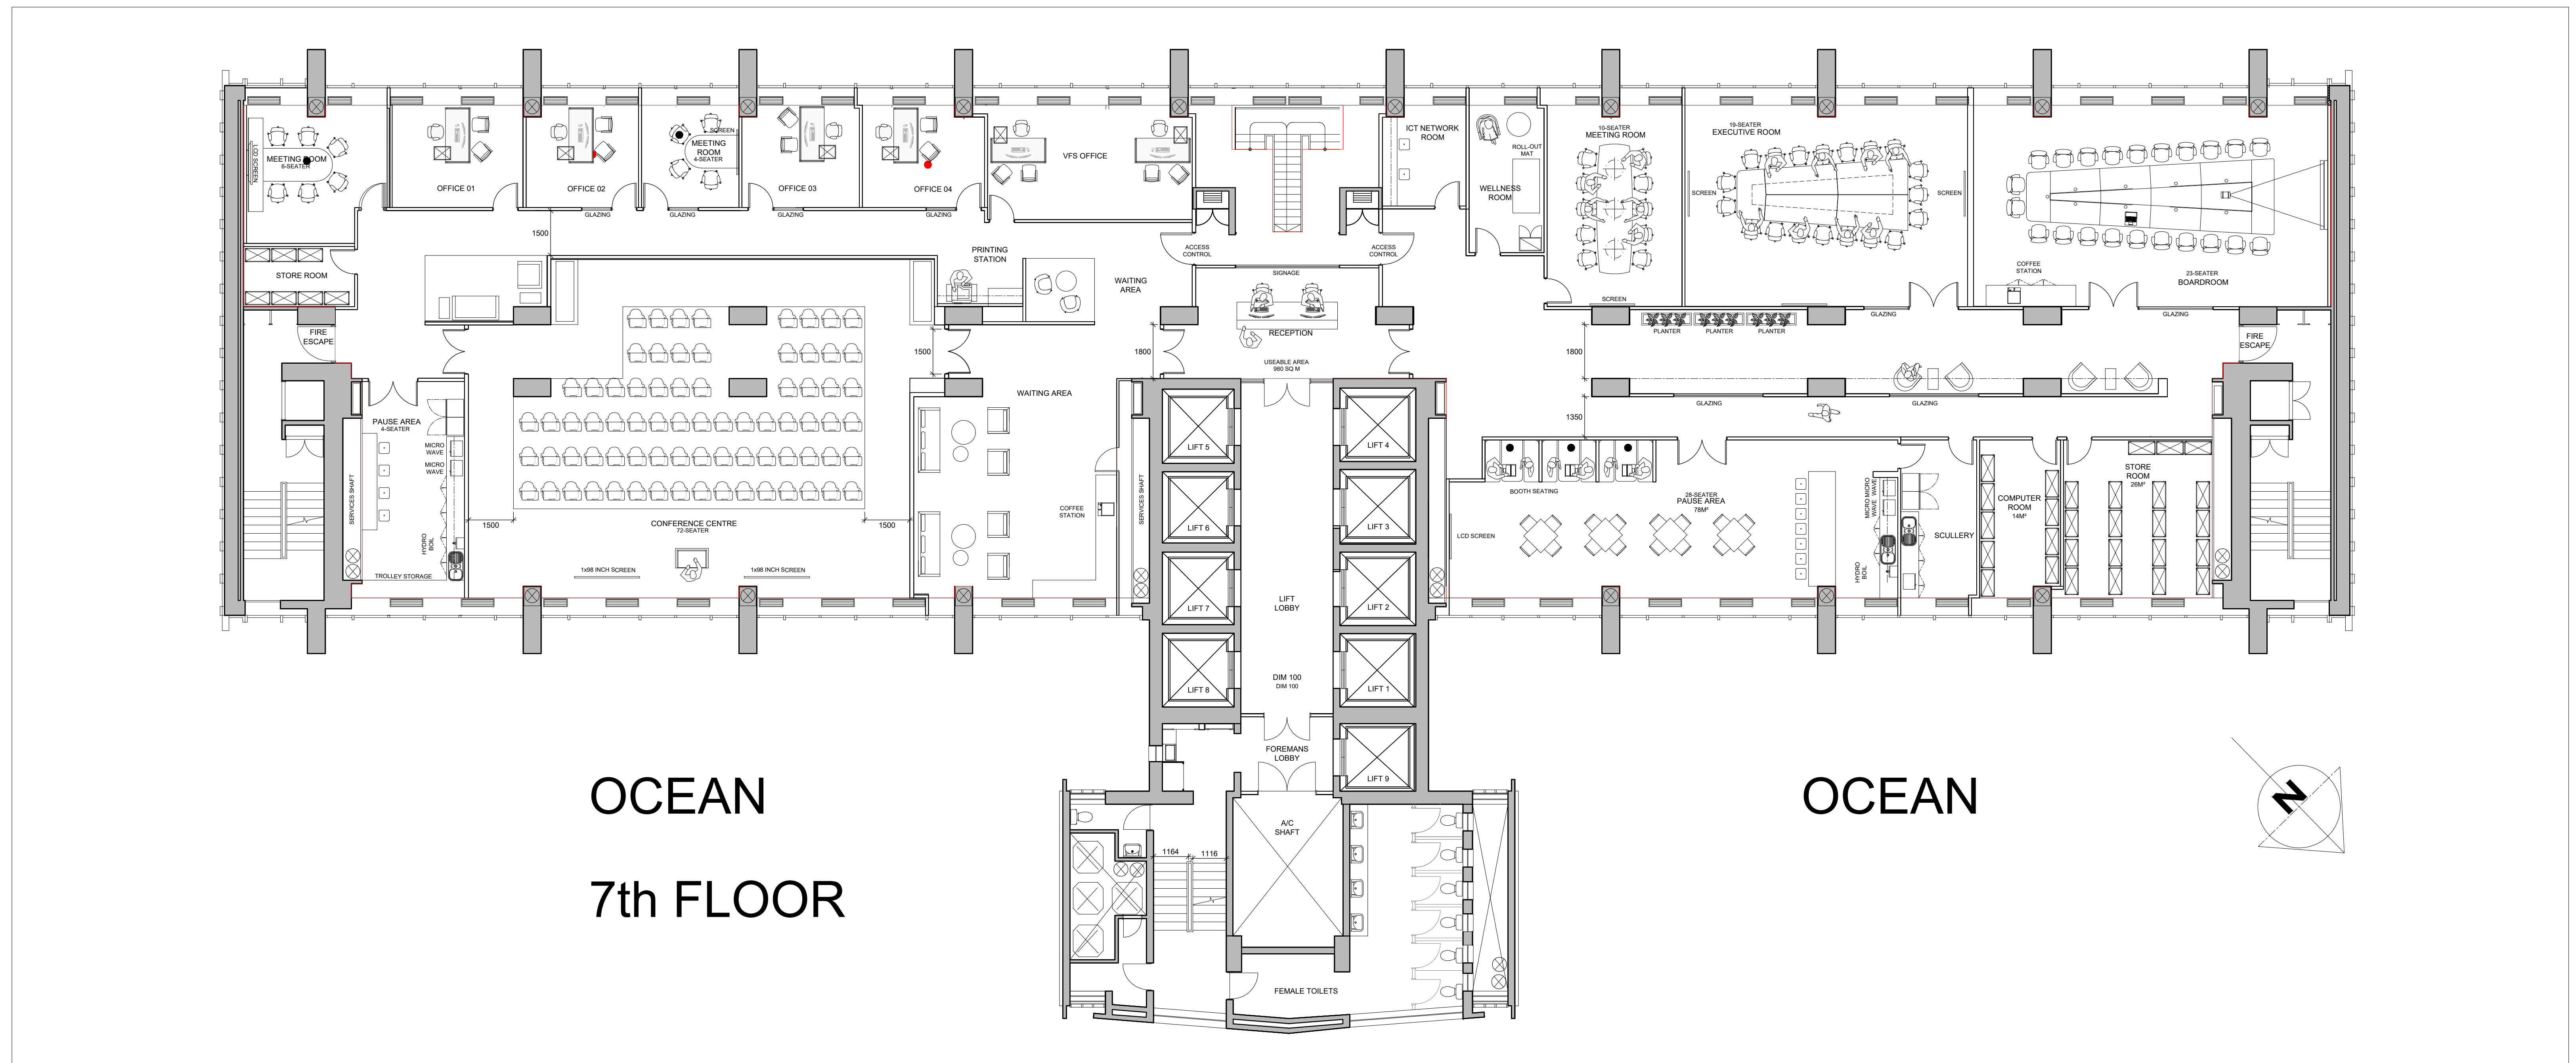 LCD SCREEN
MEETING ROOM
6-SEATER
OFFICE 01
OFFICE 02
GLAZING
SCREEN
MEETING
ROOM
4-SEATER
GLAZING
OFFICE 03
GLAZING
OFFICE 04
GLAZING
VFS OFFICE
ICT NETWORK
ROOM
ROLL-OUT
MAT
WELLNESS
ROOM
10-SEATER
MEETING ROOM
SCREEN
19-SEATER
EXECUTIVE ROOM
SCREEN
SCREEN
GLAZING
COFFEE
STATION
23-SEATER
BOARDROOM
GLAZING
STORE ROOM
1500
PRINTING
STATION
WAITING
AREA
ACCESS
CONTROL
ACCESS
CONTROL
SIGNAGE
RECEPTION
USEABLE AREA
980 SQ M
FIRE
ESCAPE
1500
1800
1800
PLANTER
PLANTER
PLANTER
FIRE
ESCAPE
1350
GLAZING
GLAZING
PAUSE AREA
4-SEATER
MICRO
WAVE
MICRO
WAVE
SERVICES SHAFT
HYDRO
BOIL
TROLLEY STORAGE
1500
CONFERENCE CENTRE
72-SEATER
1500
1x98 INCH SCREEN
1x98 INCH SCREEN
WAITING AREA
COFFEE
STATION
SERVICES SHAFT
LIFT 5
LIFT 4
LIFT 6
LIFT 3
LIFT 7
LIFT
LOBBY
LIFT 2
LIFT 8
DIM 100
DIM 100
LIFT 1
FOREMANS
LOBBY
LIFT 9
BOOTH SEATING
LCD SCREEN
28-SEATER
PAUSE AREA
78M²
MICRO
WAVE
MICRO
WAVE
HYDRO
BOIL
SCULLERY
COMPUTER
ROOM
14M²
STORE
ROOM
26M²
OCEAN
OCEAN
N
7th FLOOR
A/C
SHAFT
1164
1116
FEMALE TOILETS